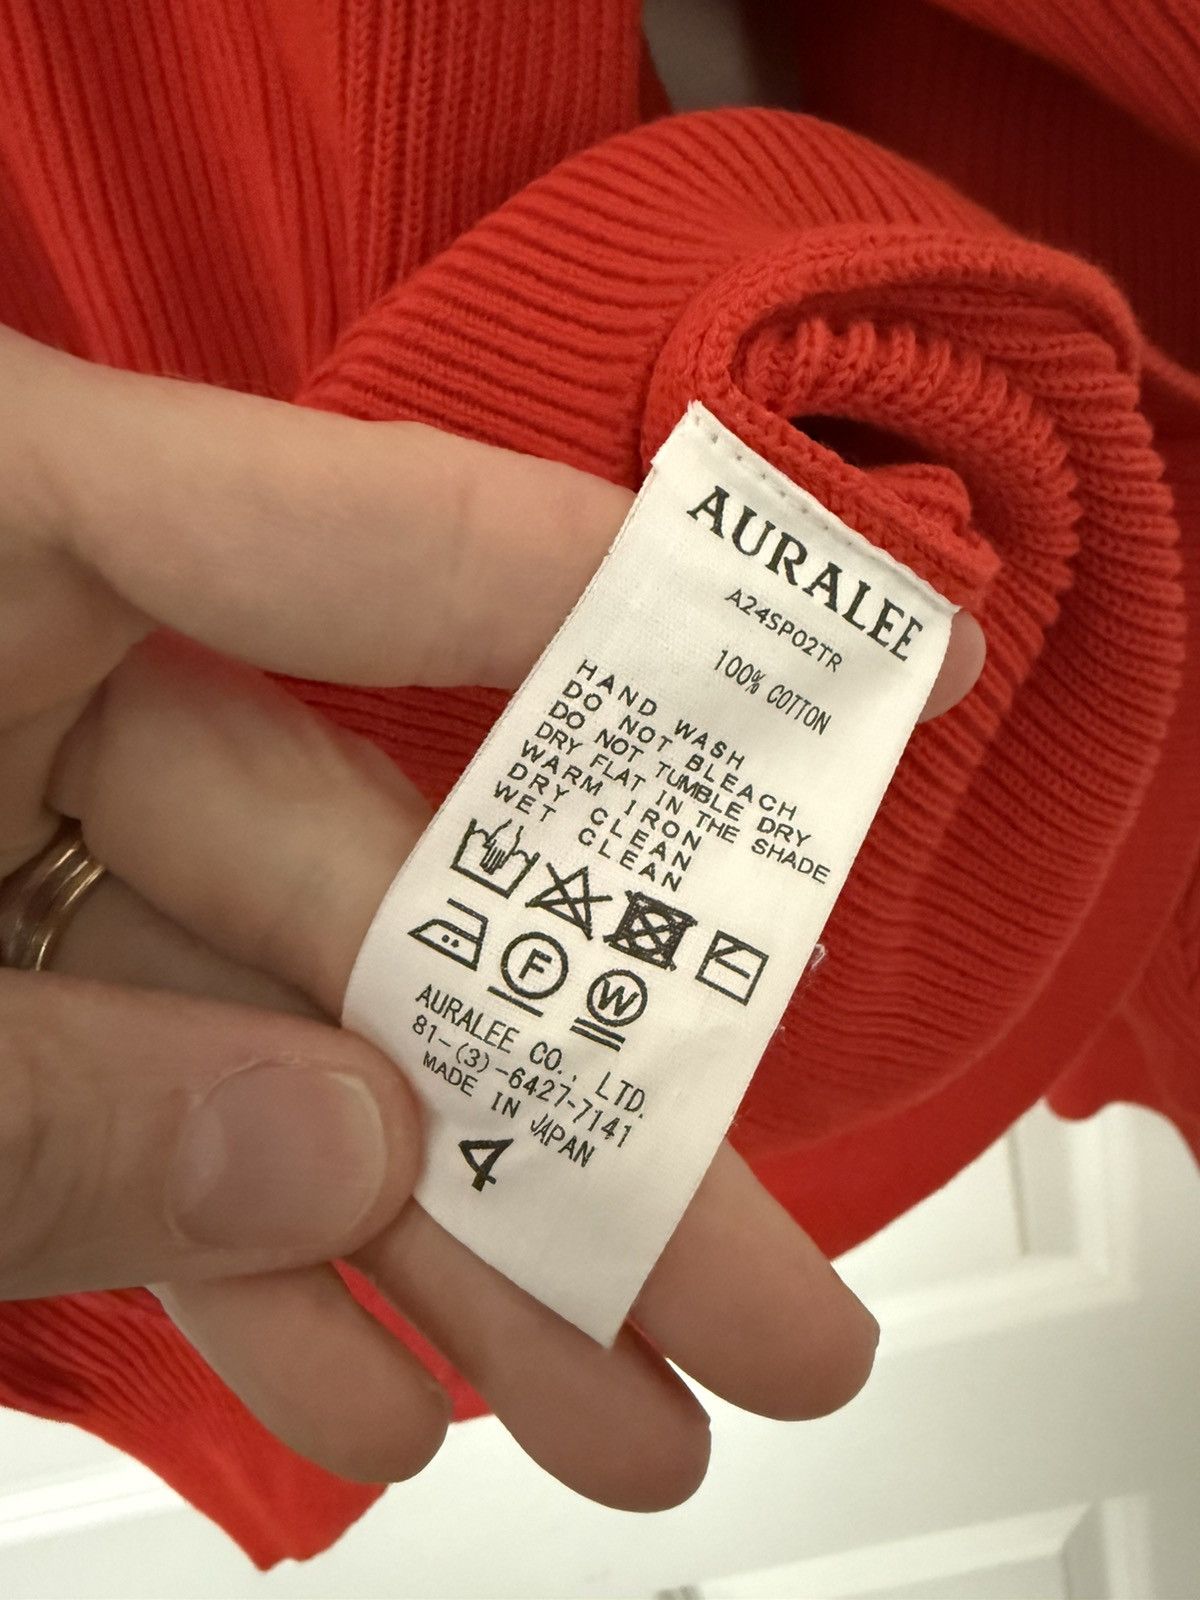 AURALEE
A24SP02TR
100% COTTON
HAND WASH
DO NOT BLEACH
DO NOT TUMBLE DRY
DRY FLAT IN THE SHADE
WARM IRON
DRY CLEAN
WET CLEAN
F W
AURALEE CO., LTD.
81-(3)-6427-7141
MADE IN JAPAN
4